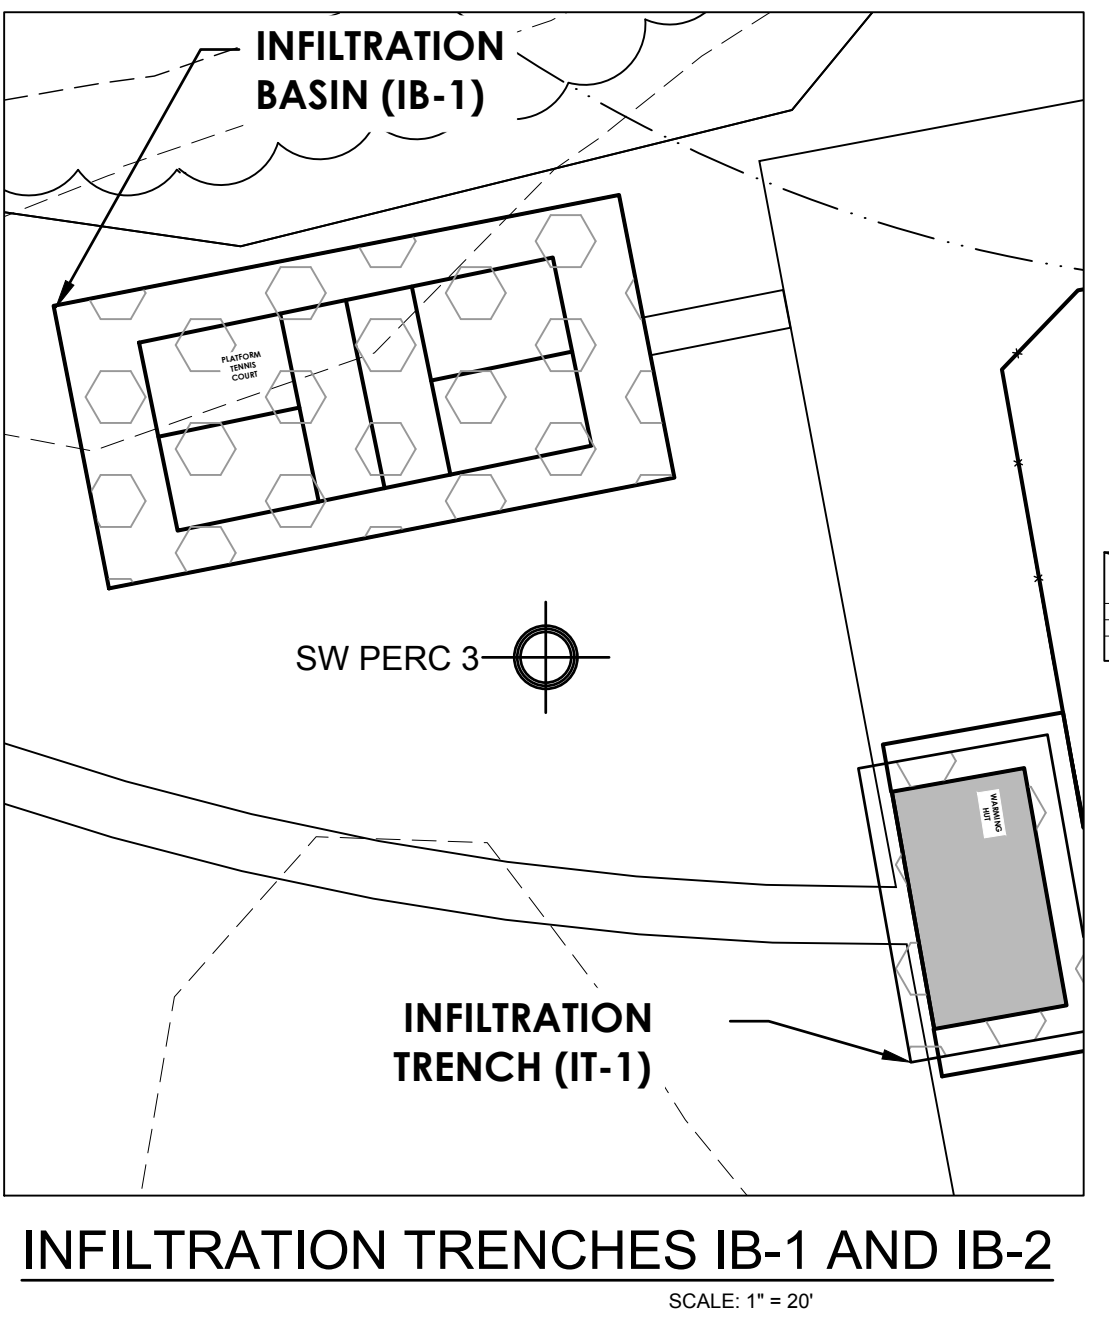 INFILTRATION
BASIN (IB-1)
PLATFORM
TENNIS
COURT
SW PERC 3
WARMING
HUT
INFILTRATION
TRENCH (IT-1)
INFILTRATION TRENCHES IB-1 AND IB-2
SCALE: 1" = 20'